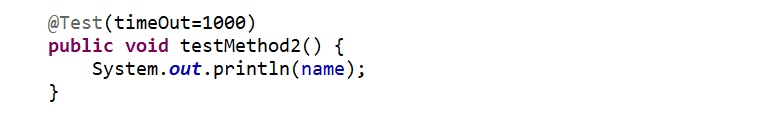 @Test(timeOut=1000)
public void testMethod2() {
    System.out.println(name);
}